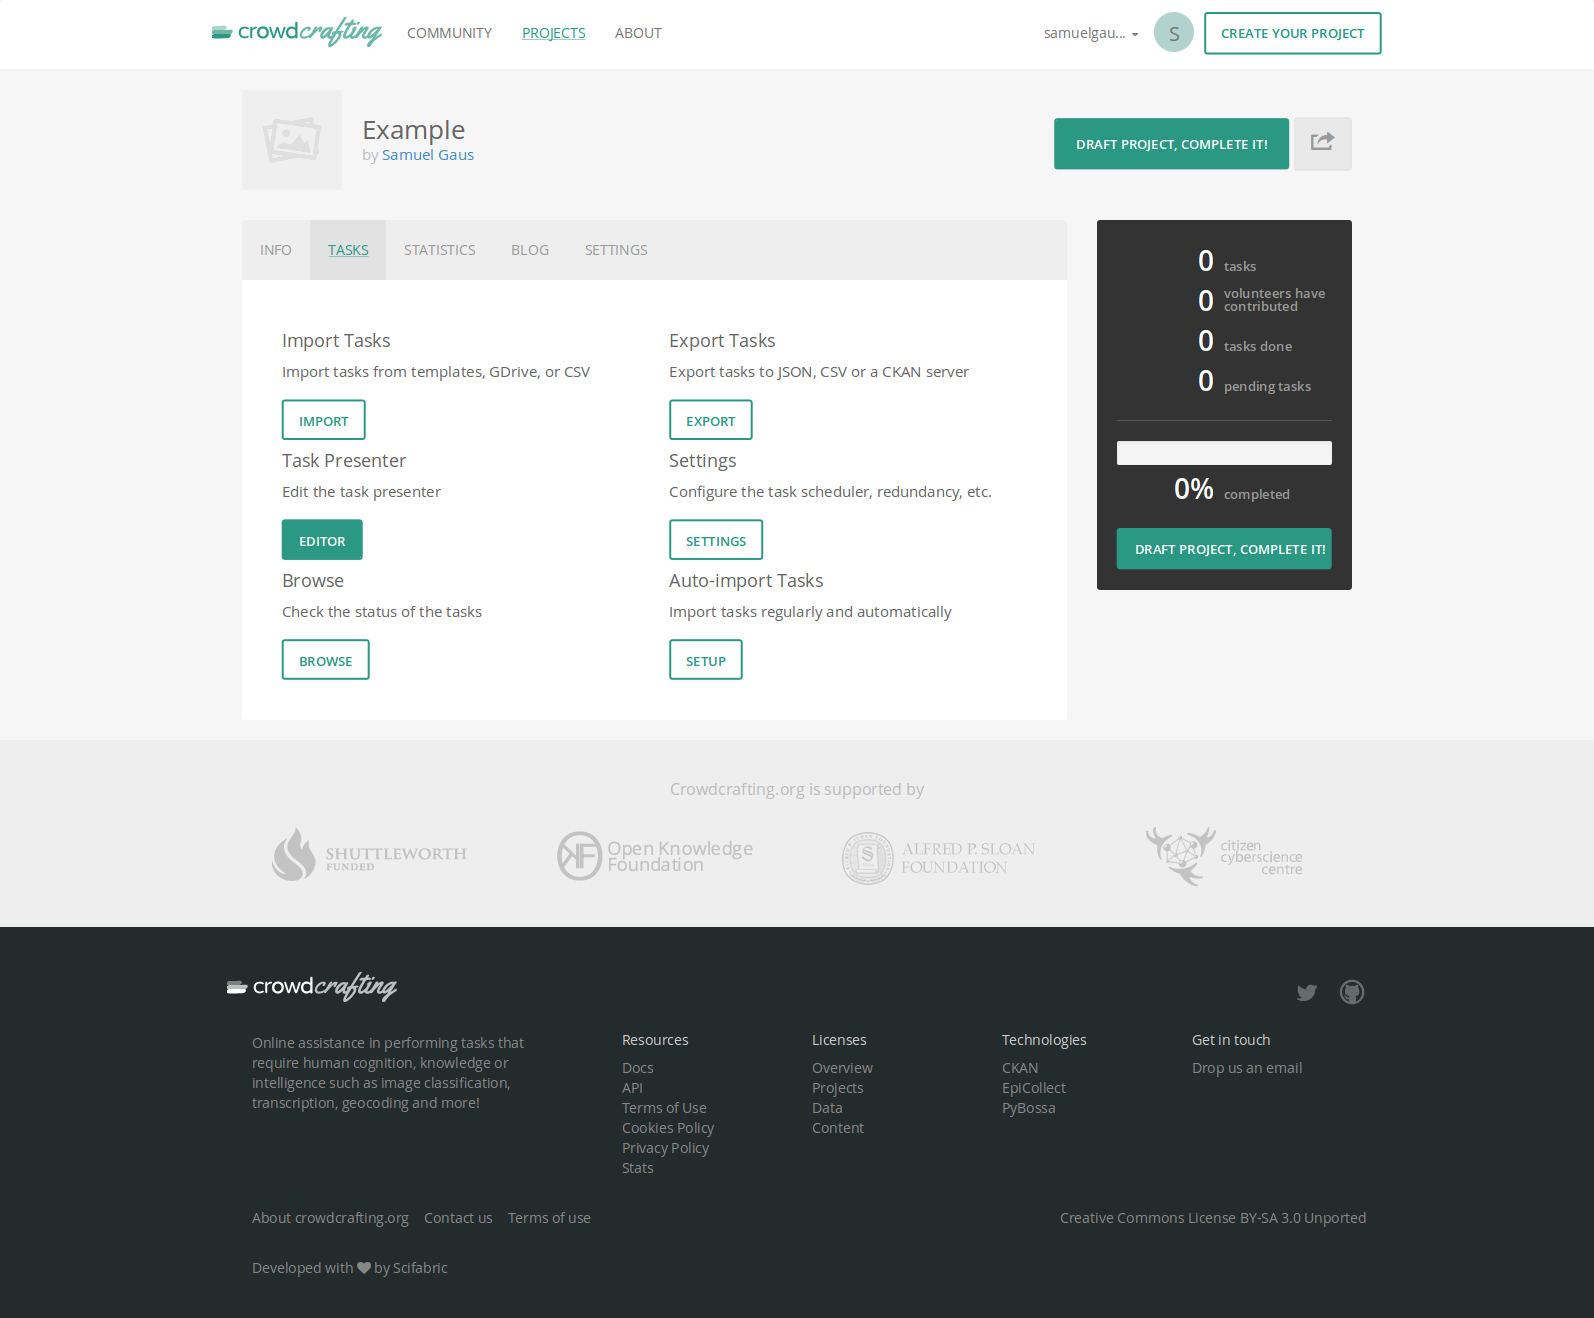 crowdcrafting COMMUNITY PROJECTS ABOUT samuelgau... S CREATE YOUR PROJECT
Example
by Samuel Gaus
DRAFT PROJECT, COMPLETE IT!
INFO TASKS STATISTICS BLOG SETTINGS
Import Tasks
Import tasks from templates, GDrive, or CSV
IMPORT
Export Tasks
Export tasks to JSON, CSV or a CKAN server
EXPORT
Task Presenter
Edit the task presenter
EDITOR
Settings
Configure the task scheduler, redundancy, etc.
SETTINGS
Browse
Check the status of the tasks
BROWSE
Auto-import Tasks
Import tasks regularly and automatically
SETUP
0 tasks
0 volunteers have
contributed
0 tasks done
0 pending tasks
0% completed
DRAFT PROJECT, COMPLETE IT!
Crowdcrafting.org is supported by
SHUTTLEWORTH
FUNDED
Open Knowledge
Foundation
ALFRED P. SLOAN
FOUNDATION
citizen
cyberscience
centre
crowdcrafting
Online assistance in performing tasks that
require human cognition, knowledge or
intelligence such as image classification,
transcription, geocoding and more!
Resources
Docs
API
Terms of Use
Cookies Policy
Privacy Policy
Stats
Licenses
Overview
Projects
Data
Content
Technologies
CKAN
EpiCollect
PyBossa
Get in touch
Drop us an email
About crowdcrafting.org Contact us Terms of use
Creative Commons License BY-SA 3.0 Unported
Developed with by Scifabric